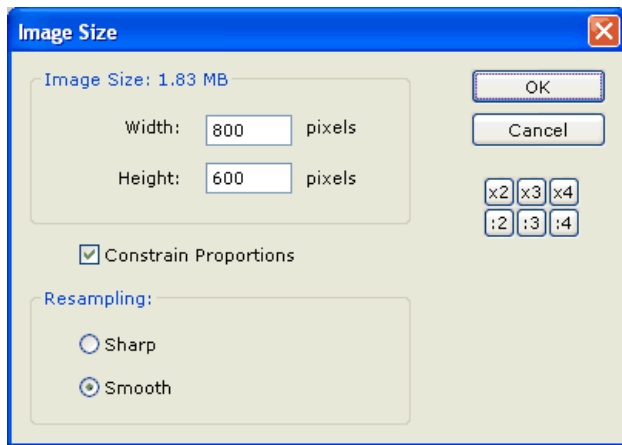 Image Size
Image Size: 1.83 MB
Width: 800 pixels
Height: 600 pixels
Constrain Proportions
Resampling:
Sharp
Smooth
OK
Cancel
x2 x3 x4
:2 :3 :4